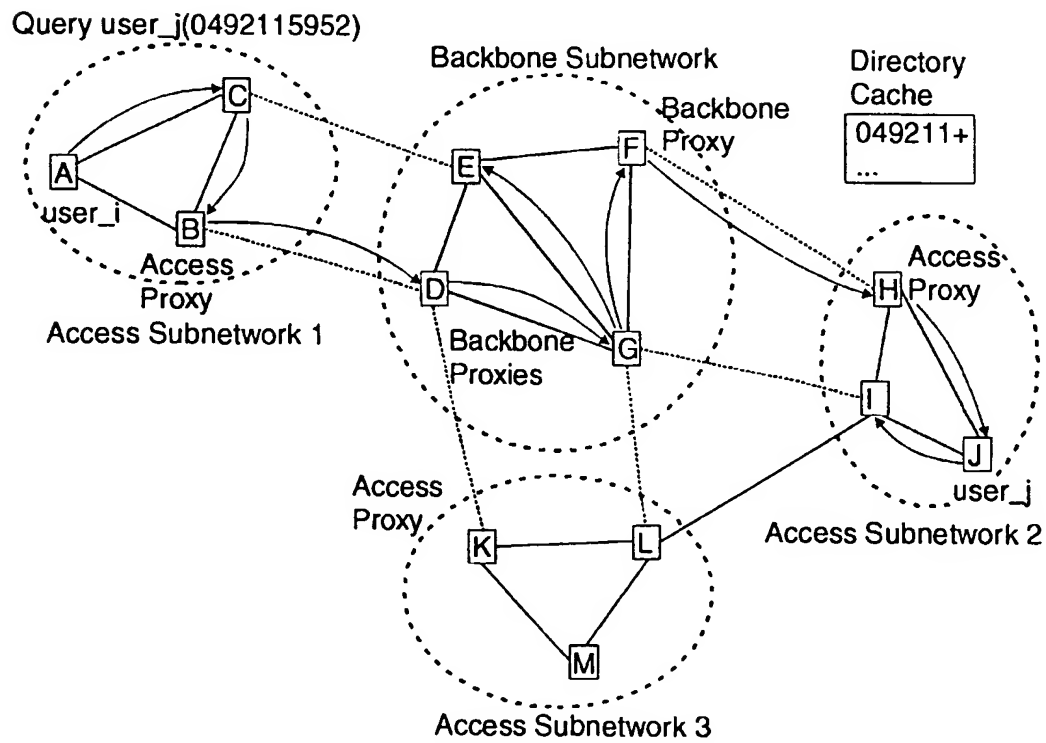 Query user_j(0492115952)
Backbone Subnetwork
Directory
Cache
049211+
...
Backbone
Proxy
C
F
E
A
user_i
B
Access
Proxy
Access Subnetwork 1
D
Backbone
Proxies
G
H
Access
Proxy
I
J
user_j
Access Subnetwork 2
Access
Proxy
K
L
M
Access Subnetwork 3